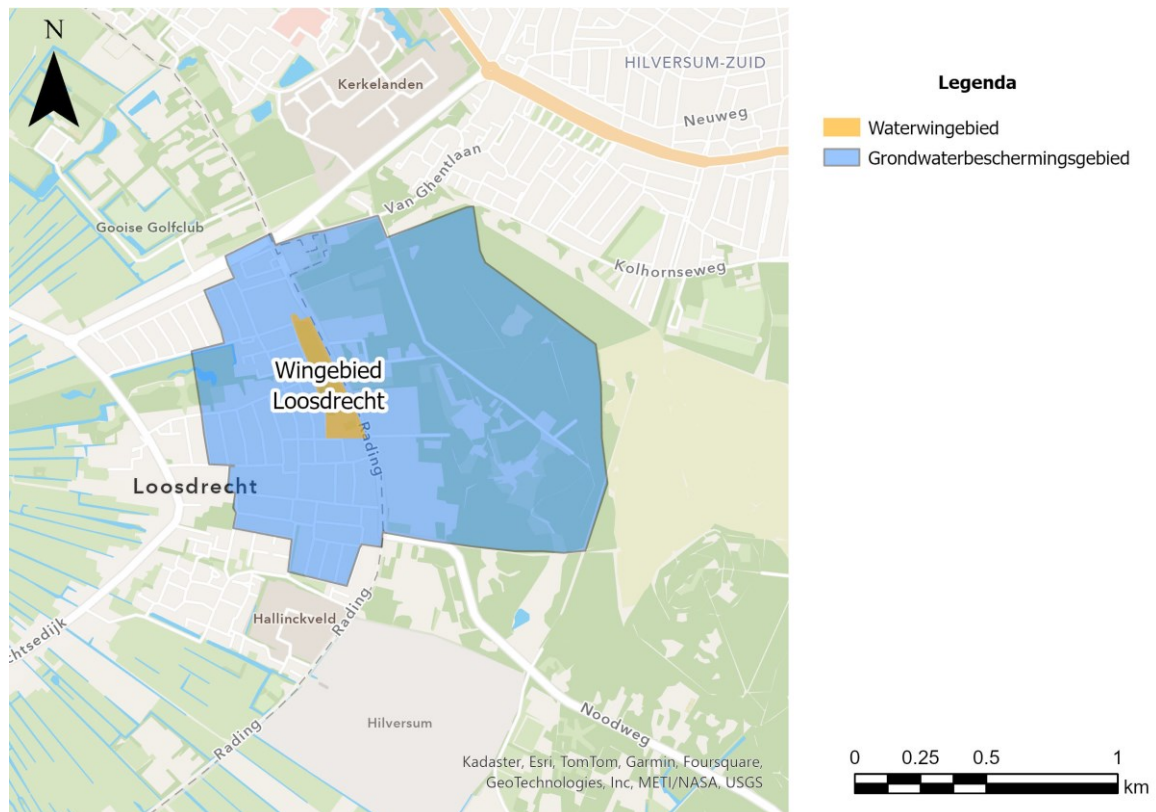 N
HILVERSUM-ZUID
Kerkelanden
Neuweg
Van Ghentlaan
Gooise Golfclub
Kolhornseweg
Wingebied
Loosdrecht
Rading
Loosdrecht
Hallinckveld
Rading
chtsedijk
Hilversum
Rading
Noodweg
Kadaster, Esri, TomTom, Garmin, Foursquare,
GeoTechnologies, Inc, METI/NASA, USGS
Legenda
Waterwingebied
Grondwaterbeschermingsgebied
0 0.25 0.5 1
km